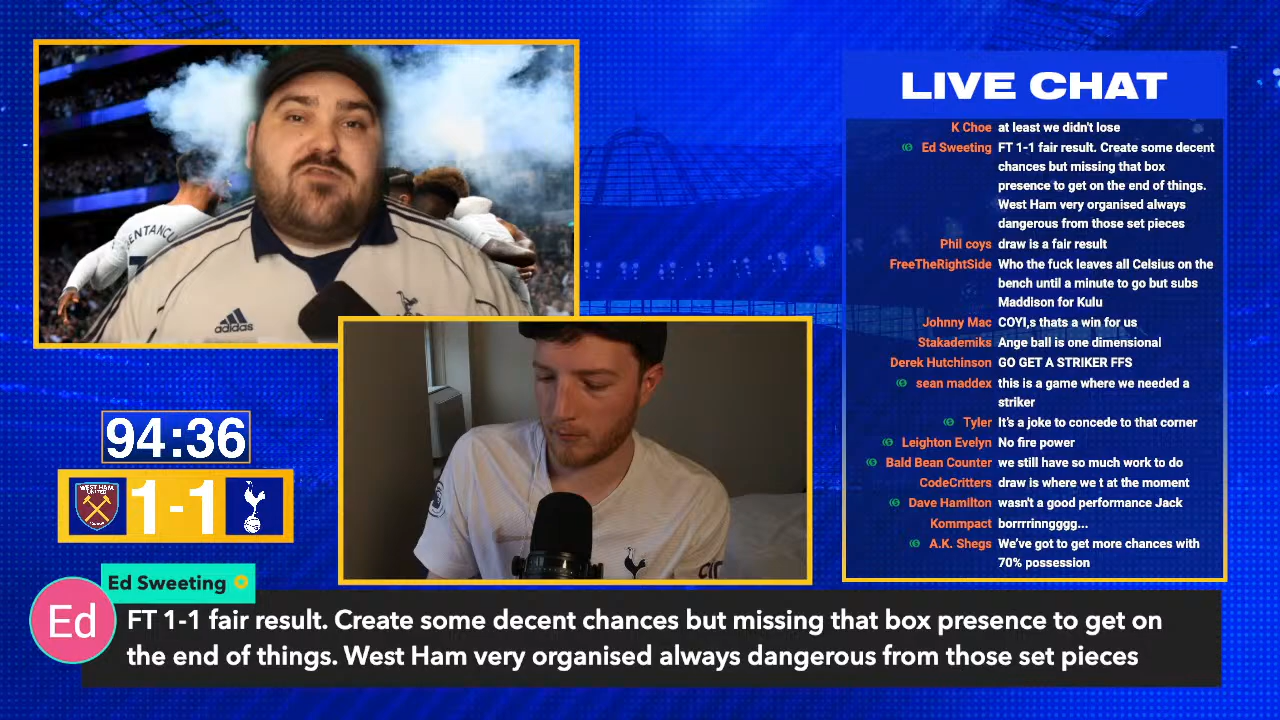 ENTANCU
7
adidas
LIVE CHAT
K Choe at least we didn't lose
Ed Sweeting FT 1-1 fair result. Create some decent
chances but missing that box
presence to get on the end of things.
West Ham very organised always
dangerous from those set pieces
Phil coys draw is a fair result
FreeTheRightSide Who the fuck leaves all Celsius on the
bench until a minute to go but subs
Maddison for Kulu
Johnny Mac COYI,s thats a win for us
Stakademiks Ange ball is one dimensional
Derek Hutchinson GO GET A STRIKER FFS
sean maddex this is a game where we needed a
striker
Tyler It's a joke to concede to that corner
Leighton Evelyn No fire power
Bald Bean Counter we still have so much work to do
CodeCritters draw is where we t at the moment
Dave Hamilton wasn't a good performance Jack
Kommpact borrrrinngggg...
A.K. Shegs We've got to get more chances with
70% possession
94:36
WEST HAM
UNITED
1-1
Ed Sweeting
Ed
FT 1-1 fair result. Create some decent chances but missing that box presence to get on
the end of things. West Ham very organised always dangerous from those set pieces